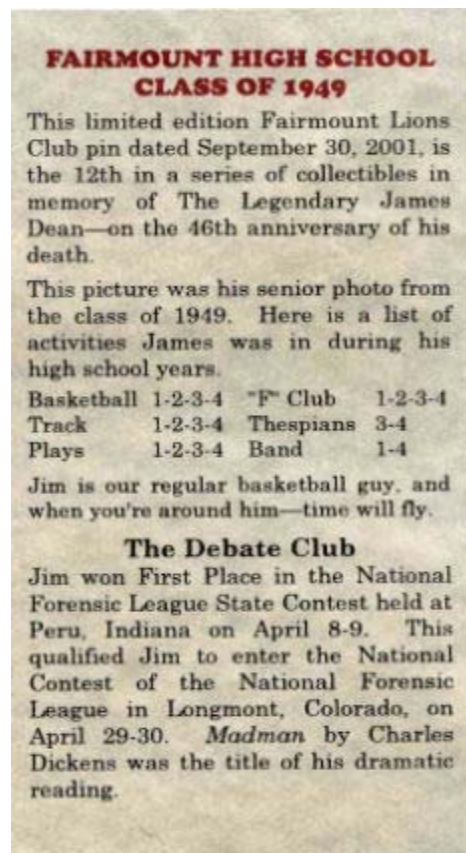 FAIRMOUNT HIGH SCHOOL
CLASS OF 1949
This limited edition Fairmount Lions
Club pin dated September 30, 2001, is
the 12th in a series of collectibles in
memory of The Legendary James
Dean—on the 46th anniversary of his
death.
This picture was his senior photo from
the class of 1949. Here is a list of
activities James was in during his
high school years.
Basketball 1-2-3-4 "F" Club 1-2-3-4
Track 1-2-3-4 Thespians 3-4
Plays 1-2-3-4 Band 1-4
Jim is our regular basketball guy, and
when you're around him—time will fly.
The Debate Club
Jim won First Place in the National
Forensic League State Contest held at
Peru, Indiana on April 8-9. This
qualified Jim to enter the National
Contest of the National Forensic
League in Longmont, Colorado, on
April 29-30. Madman by Charles
Dickens was the title of his dramatic
reading.